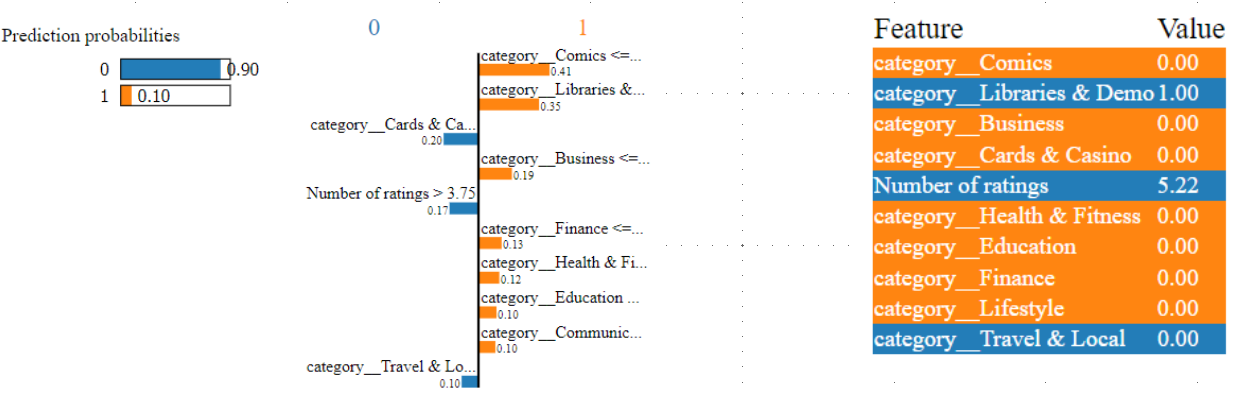 Prediction probabilities
0 0.90
1 0.10
0 1
category__Comics <=...
0.41
category__Libraries &...
0.35
category__Cards & Ca...
0.20
category__Business <=...
0.19
Number of ratings > 3.75
0.17
category__Finance <=...
0.13
category__Health & Fi...
0.12
category__Education ...
0.10
category__Communic...
0.10
category__Travel & Lo...
0.10
Feature Value
category__Comics 0.00
category__Libraries & Demo 1.00
category__Business 0.00
category__Cards & Casino 0.00
Number of ratings 5.22
category__Health & Fitness 0.00
category__Education 0.00
category__Finance 0.00
category__Lifestyle 0.00
category__Travel & Local 0.00